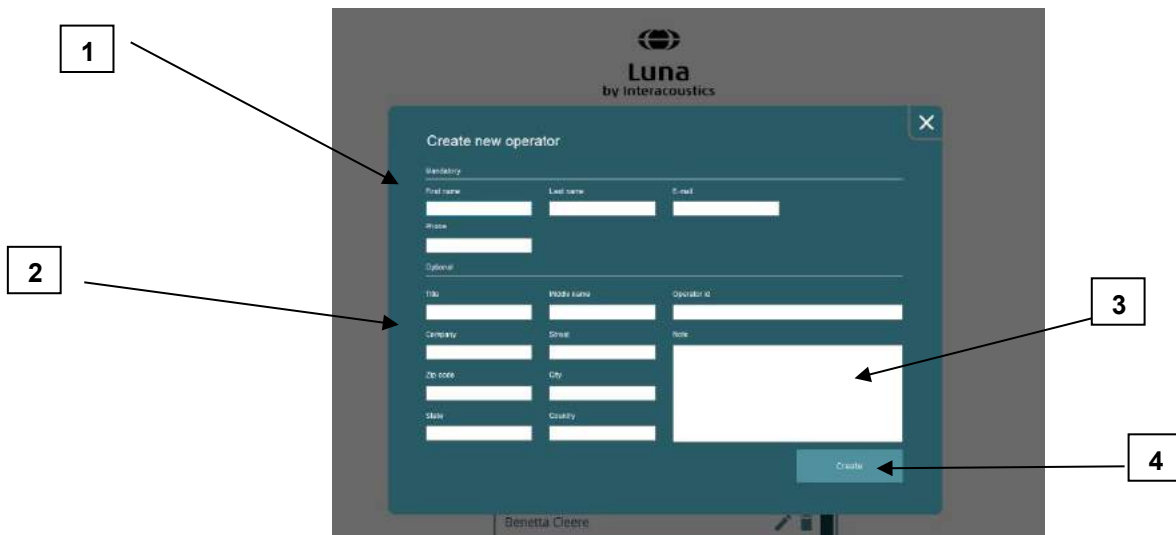 1
Luna
by Interacoustics
Create new operator
Mandatory
First name Last name E-mail
Phone
2
Optional
Title Middle name Operator id
3
Company Street Note
Zip code City
State Country
Create
4
Benetta Cleere